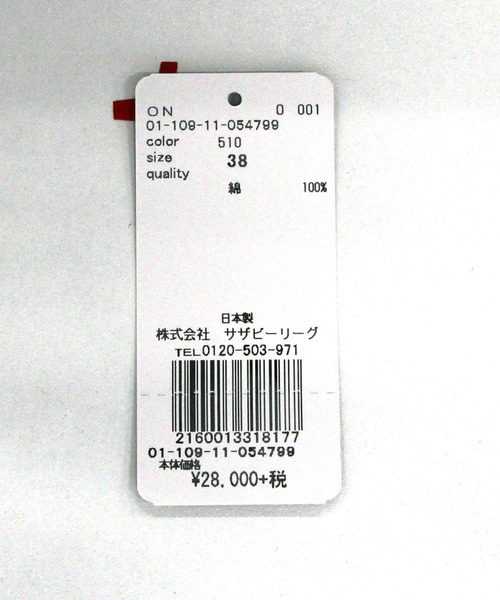 ON 0 001
01-109-11-054799
color 510
size 38
quality
綿 100%
日本製
株式会社 サザビーリーグ
TEL0120-503-971
2160013318177
01-109-11-054799
本体価格
¥28,000+税